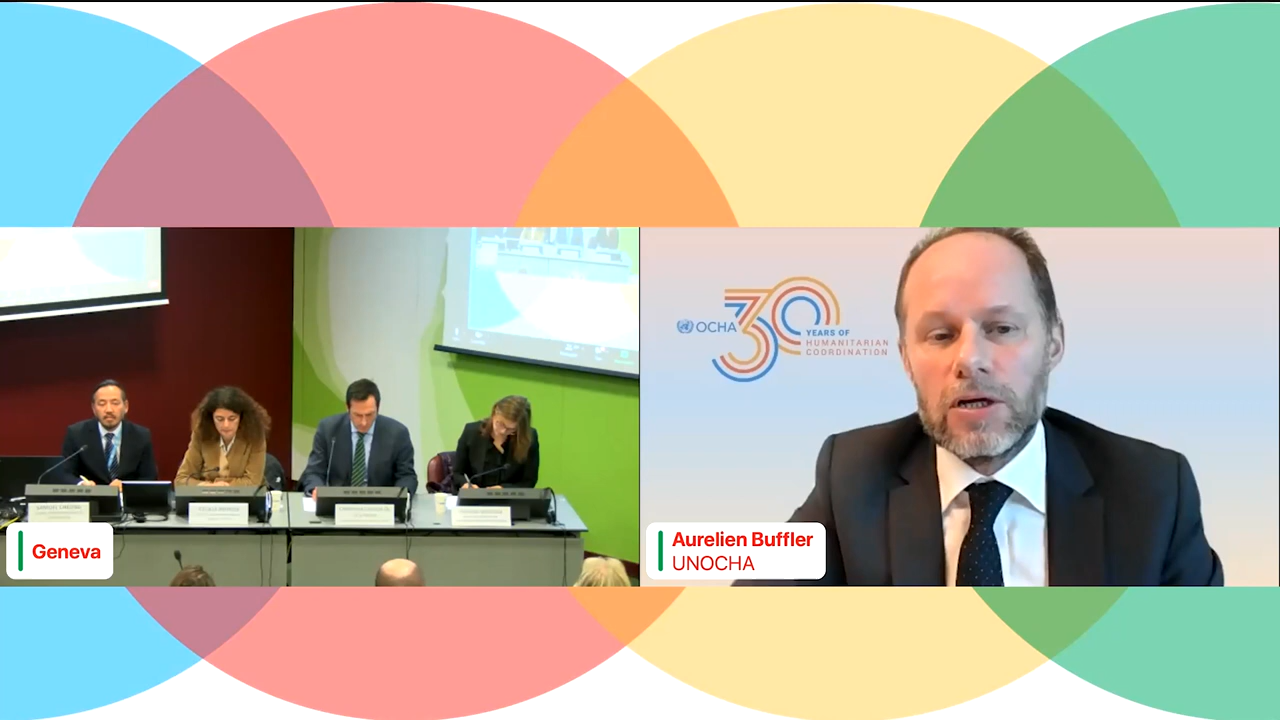 OCHA
30
YEARS OF
HUMANITARIAN
COORDINATION
Geneva
Aurelien Buffler
UNOCHA